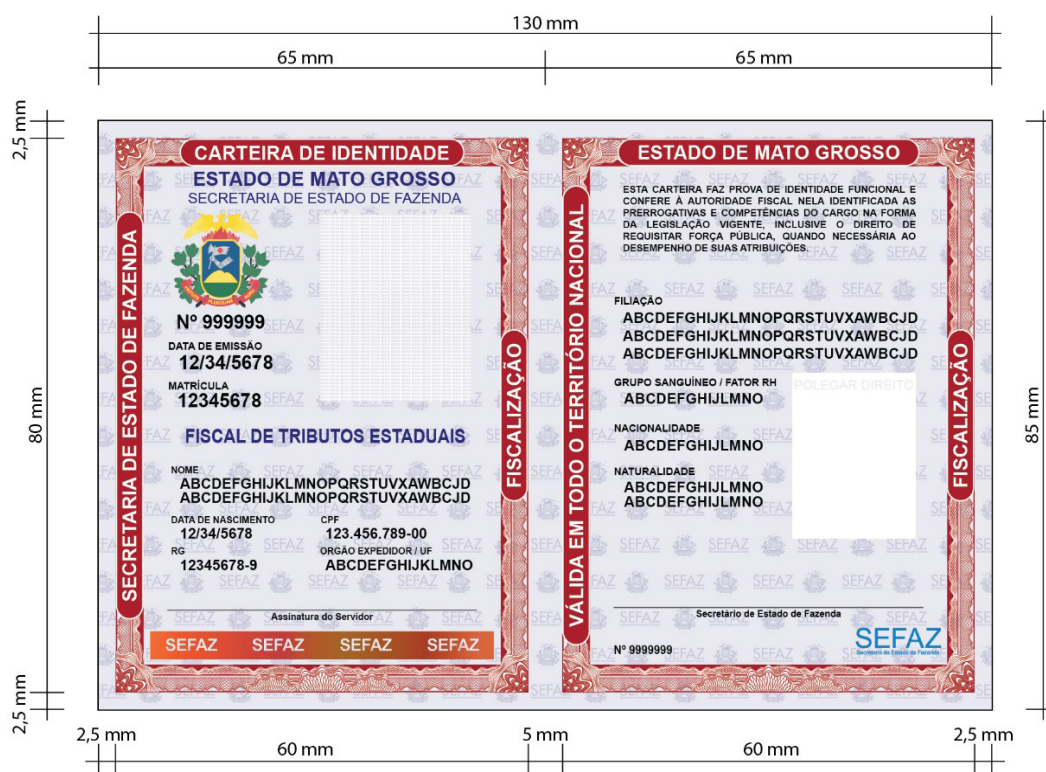 130 mm
65 mm
65 mm
2,5 mm
80 mm
2,5 mm
CARTEIRA DE IDENTIDADE
ESTADO DE MATO GROSSO
SECRETARIA DE ESTADO DE FAZENDA
SECRETARIA DE ESTADO DE FAZENDA
Nº 999999
DATA DE EMISSÃO
12/34/5678
MATRÍCULA
12345678
FISCAL DE TRIBUTOS ESTADUAIS
NOME
ABCDEFGHIJKLMNOPQRSTUVXAWBCJD
ABCDEFGHIJKLMNOPQRSTUVXAWBCJD
DATA DE NASCIMENTO
CPF
12/34/5678
123.456.789-00
RG
ORGÃO EXPEDIDOR / UF
12345678-9
ABCDEFGHIJKLMNO
Assinatura do Servidor
SEFAZ SEFAZ SEFAZ SEFAZ
FISCALIZAÇÃO
ESTADO DE MATO GROSSO
VÁLIDA EM TODO O TERRITÓRIO NACIONAL
ESTA CARTEIRA FAZ PROVA DE IDENTIDADE FUNCIONAL E
CONFERE À AUTORIDADE FISCAL NELA IDENTIFICADA AS
PRERROGATIVAS E COMPETÊNCIAS DO CARGO NA FORMA
DA LEGISLAÇÃO VIGENTE, INCLUSIVE O DIREITO DE
REQUISITAR FORÇA PÚBLICA, QUANDO NECESSÁRIA AO
DESEMPENHO DE SUAS ATRIBUIÇÕES.
FILIAÇÃO
ABCDEFGHIJKLMNOPQRSTUVXAWBCJD
ABCDEFGHIJKLMNOPQRSTUVXAWBCJD
ABCDEFGHIJKLMNOPQRSTUVXAWBCJD
GRUPO SANGUÍNEO / FATOR RH
ABCDEFGHIJLMNO
POLEGAR DIREITO
NACIONALIDADE
ABCDEFGHIJLMNO
NATURALIDADE
ABCDEFGHIJLMNO
ABCDEFGHIJLMNO
Secretário de Estado de Fazenda
Nº 9999999
SEFAZ
Secretaria de Estado de Fazenda
FISCALIZAÇÃO
85 mm
2,5 mm
60 mm
5 mm
60 mm
2,5 mm